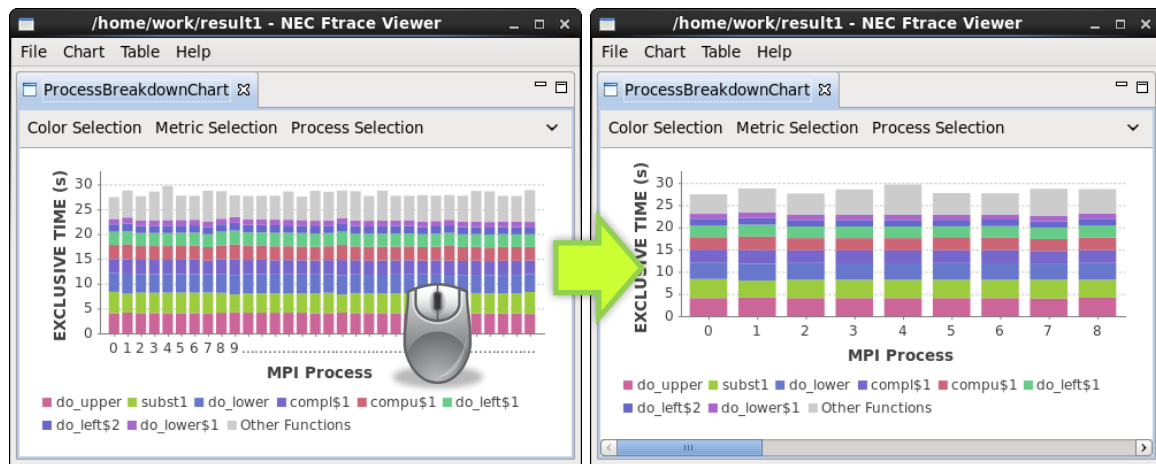 /home/work/result1 - NEC Ftrace Viewer
File Chart Table Help
ProcessBreakdownChart
Color Selection Metric Selection Process Selection
EXCLUSIVE TIME (s)
30
25
20
15
10
5
0
0 1 2 3 4 5 6 7 8 9 ..................................................................
MPI Process
do_upper subst1 do_lower compl$1 compu$1 do_left$1
do_left$2 do_lower$1 Other Functions
/home/work/result1 - NEC Ftrace Viewer
File Chart Table Help
ProcessBreakdownChart
Color Selection Metric Selection Process Selection
EXCLUSIVE TIME (s)
30
25
20
15
10
5
0
0 1 2 3 4 5 6 7 8
MPI Process
do_upper subst1 do_lower compl$1 compu$1 do_left$1
do_left$2 do_lower$1 Other Functions